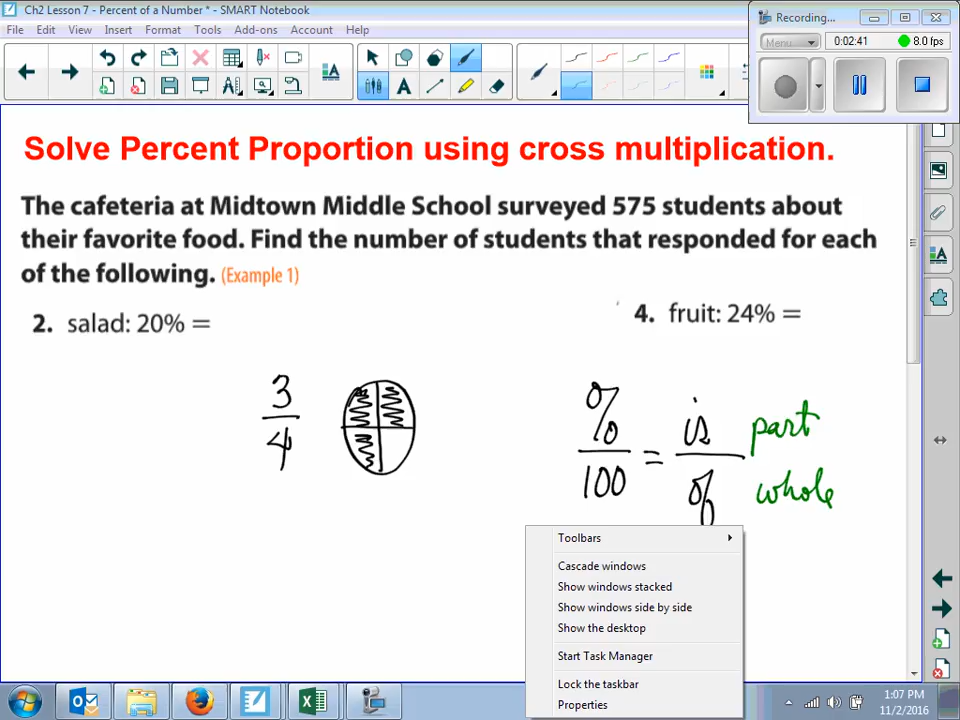 Ch2 Lesson 7 - Percent of a Number * - SMART Notebook
File Edit View Insert Format Tools Add-ons Account Help
Recording...
Menu 0:02:41 8.0 fps
Solve Percent Proportion using cross multiplication.
The cafeteria at Midtown Middle School surveyed 575 students about
their favorite food. Find the number of students that responded for each
of the following. (Example 1)
2. salad: 20% =
4. fruit: 24% =
3
4
% is part
=
100 of whole
Toolbars
Cascade windows
Show windows stacked
Show windows side by side
Show the desktop
Start Task Manager
Lock the taskbar
Properties
1:07 PM
11/2/2016